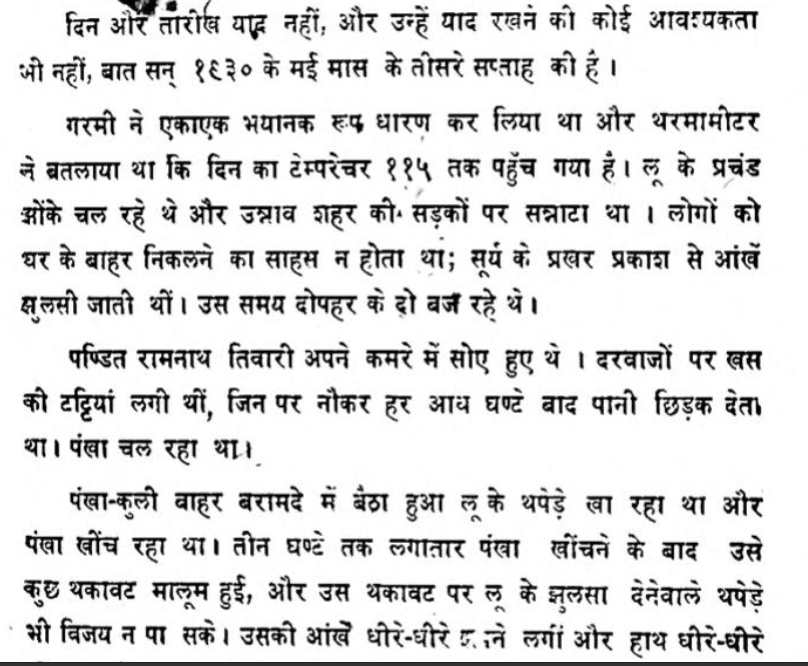 दिन और तारीख याद नहीं, और उन्हें याद रखने की कोई आवश्यकता
भी नहीं, बात सन् १९३० के मई मास के तीसरे सप्ताह की है।
गरमी ने एकाएक भयानक रूप धारण कर लिया था और थरमामीटर
ने बतलाया था कि दिन का टेम्परेचर ११५ तक पहुँच गया है। लू के प्रचंड
झोंके चल रहे थे और उन्नाव शहर की सड़कों पर सन्नाटा था । लोगों को
घर के बाहर निकलने का साहस न होता था; सूर्य के प्रखर प्रकाश से आंखें
झुलसी जाती थीं। उस समय दोपहर के दो बज रहे थे।
पण्डित रामनाथ तिवारी अपने कमरे में सोए हुए थे । दरवाजों पर खस
की टट्टियां लगी थीं, जिन पर नौकर हर आध घण्टे बाद पानी छिड़क देता
था। पंखा चल रहा था।
पंखा-कुली बाहर बरामदे में बैठा हुआ लू के थपेड़े खा रहा था और
पंखा खींच रहा था। तीन घण्टे तक लगातार पंखा खींचने के बाद उसे
कुछ थकावट मालूम हुई, और उस थकावट पर लू के झुलसा देनेवाले थपेड़े
भी विजय न पा सके। उसकी आंखें धीरे-धीरे लगीं और हाथ धीरे-धीरे